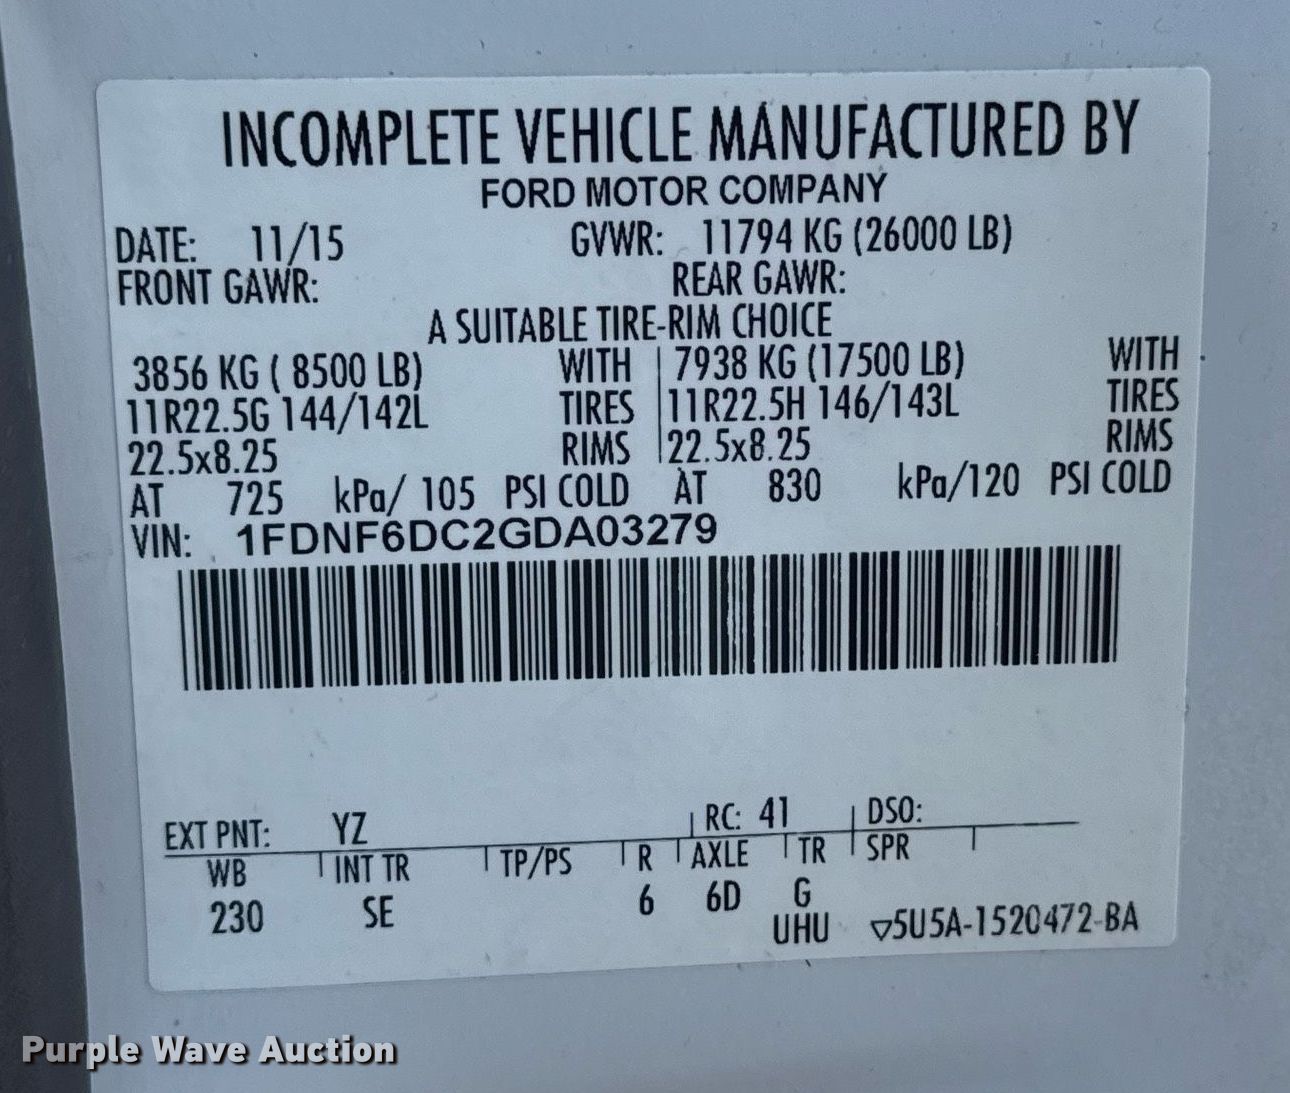 INCOMPLETE VEHICLE MANUFACTURED BY
FORD MOTOR COMPANY
DATE: 11/15 GVWR: 11794 KG (26000 LB)
FRONT GAWR: REAR GAWR:
A SUITABLE TIRE-RIM CHOICE
3856 KG ( 8500 LB) WITH 7938 KG (17500 LB) WITH
11R22.5G 144/142L TIRES 11R22.5H 146/143L TIRES
22.5x8.25 RIMS 22.5x8.25 RIMS
AT 725 kPa/ 105 PSI COLD AT 830 kPa/120 PSI COLD
VIN: 1FDNF6DC2GDA03279
EXT PNT: YZ RC: 41 DSO:
WB INT TR TP/PS R AXLE TR SPR
230 SE 6 6D G
UHU ▽5U5A-1520472-BA
Purple Wave Auction